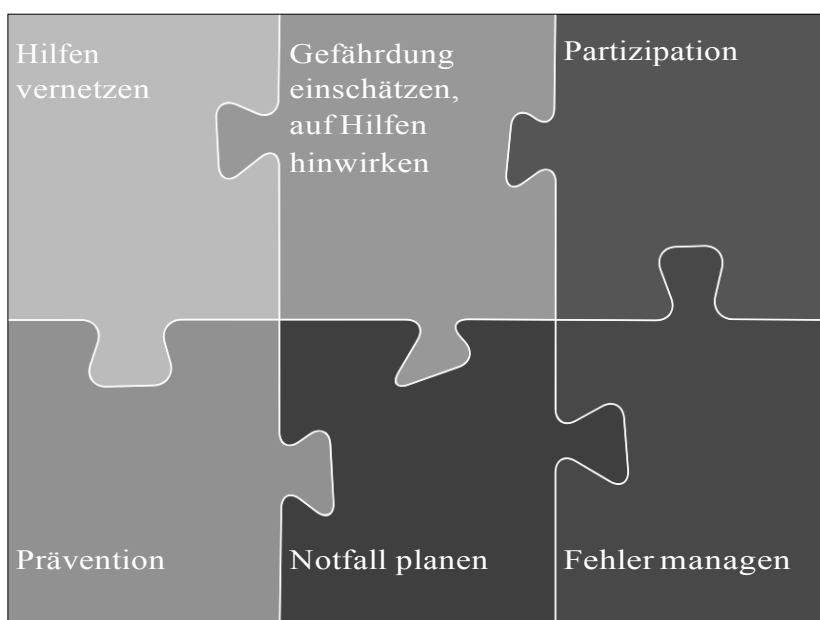 Hilfen
vernetzen
Gefährdung
einschätzen,
auf Hilfen
hinwirken
Partizipation
Prävention
Notfall planen
Fehler managen